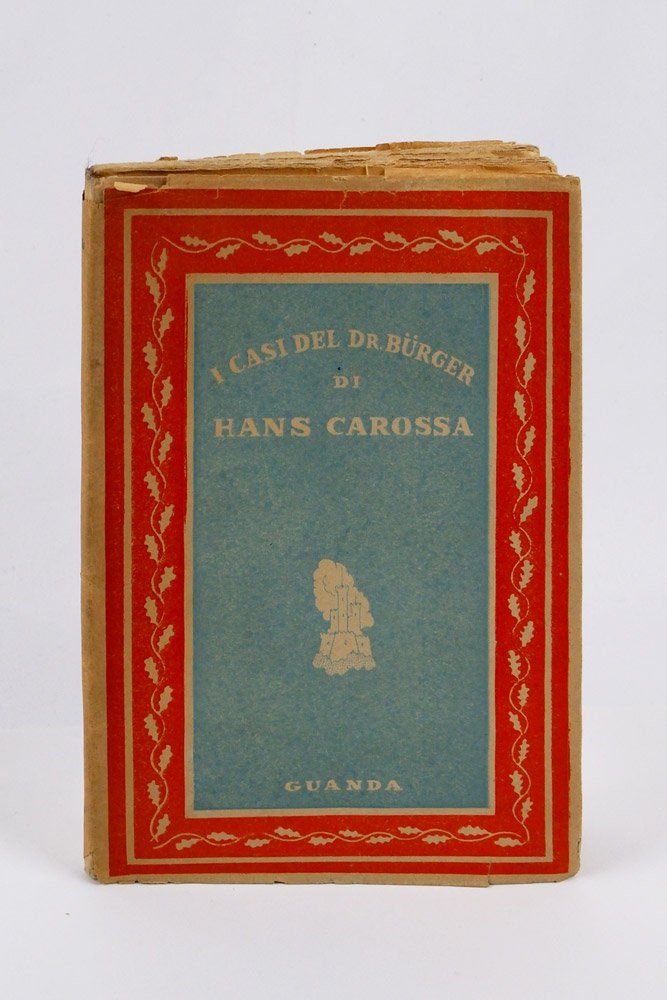 I CASI DEL DR. BÜRGER
DI
HANS CAROSSA
GUANDA